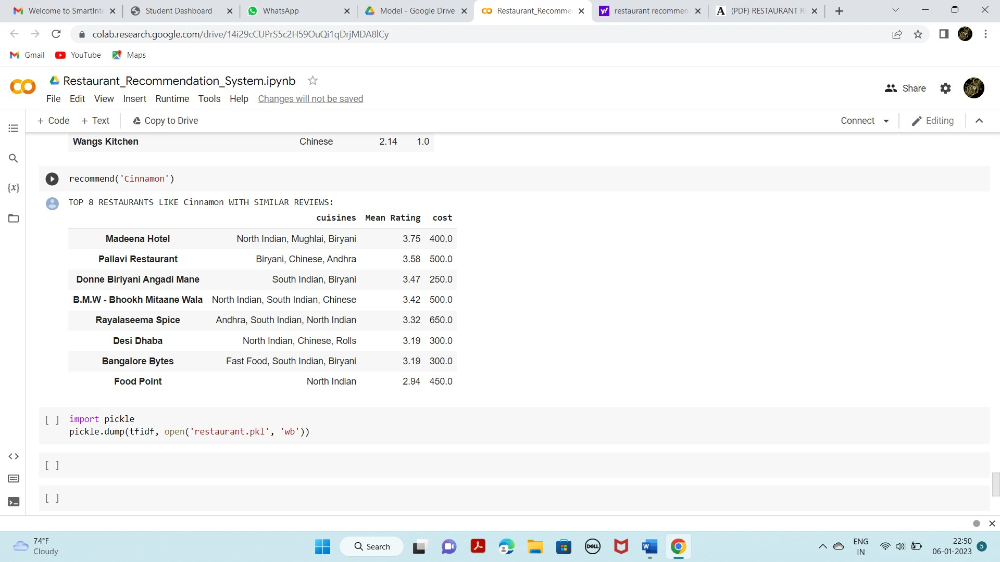 Welcome to SmartInte
Student Dashboard
WhatsApp
Model - Google Drive
Restaurant_Recomme
restaurant recommen
(PDF) RESTAURANT R
colab.research.google.com/drive/14i29cCUPrS5c2H59OuQi1qDrjMDA8lCy
Gmail YouTube Maps
Restaurant_Recommendation_System.ipynb
Share
File Edit View Insert Runtime Tools Help Changes will not be saved
+ Code + Text Copy to Drive Connect Editing
Wangs Kitchen Chinese 2.14 1.0
recommend('Cinnamon')
{x}
TOP 8 RESTAURANTS LIKE Cinnamon WITH SIMILAR REVIEWS:
cuisines Mean Rating cost
Madeena Hotel North Indian, Mughlai, Biryani 3.75 400.0
Pallavi Restaurant Biryani, Chinese, Andhra 3.58 500.0
Donne Biriyani Angadi Mane South Indian, Biryani 3.47 250.0
B.M.W - Bhookh Mitaane Wala North Indian, South Indian, Chinese 3.42 500.0
Rayalaseema Spice Andhra, South Indian, North Indian 3.32 650.0
Desi Dhaba North Indian, Chinese, Rolls 3.19 300.0
Bangalore Bytes Fast Food, South Indian, Biryani 3.19 300.0
Food Point North Indian 2.94 450.0
[ ] import pickle
pickle.dump(tfidf, open('restaurant.pkl', 'wb'))
[ ]
[ ]
74°F
Cloudy
Search
DELL
W
ENG
IN
22:50
06-01-2023
5